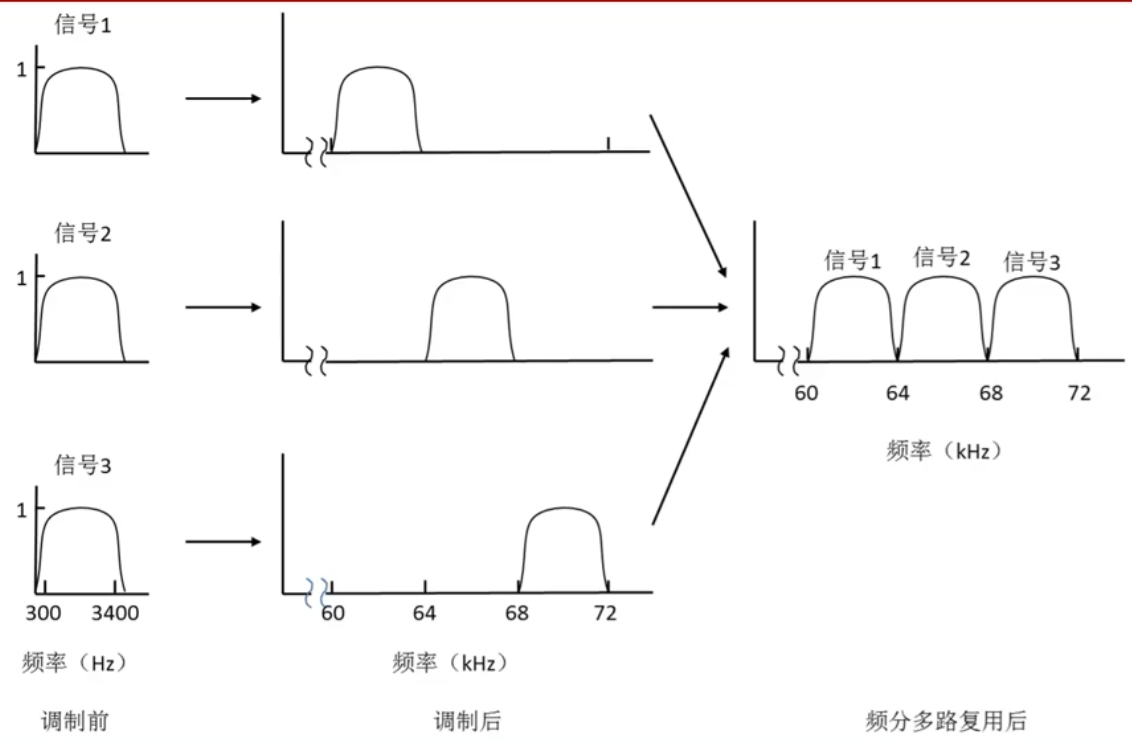 信号1
1
信号2
1
信号1
信号2
信号3
60
64
68
72
频率（kHz）
信号3
1
300
3400
60
64
68
72
频率（Hz）
频率（kHz）
调制前
调制后
频分多路复用后